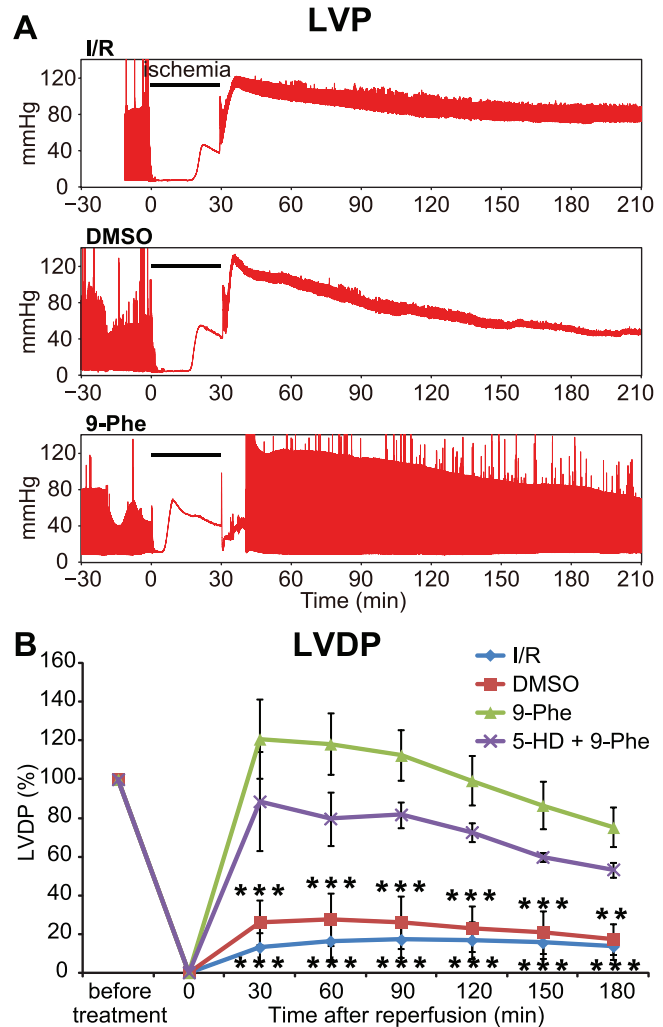 A
LVP
I/R
ischemia
mmHg
120
80
40
0
−30 0 30 60 90 120 150 180 210
DMSO
mmHg
120
80
40
0
−30 0 30 60 90 120 150 180 210
9-Phe
mmHg
120
80
40
0
−30 0 30 60 90 120 150 180 210
Time (min)
B
LVDP
I/R
DMSO
9-Phe
5-HD + 9-Phe
LVDP (%)
160
140
120
100
80
60
40
20
0
*** *** *** *** *** **
*** *** *** *** *** ***
before treatment
0 30 60 90 120 150 180
Time after reperfusion (min)